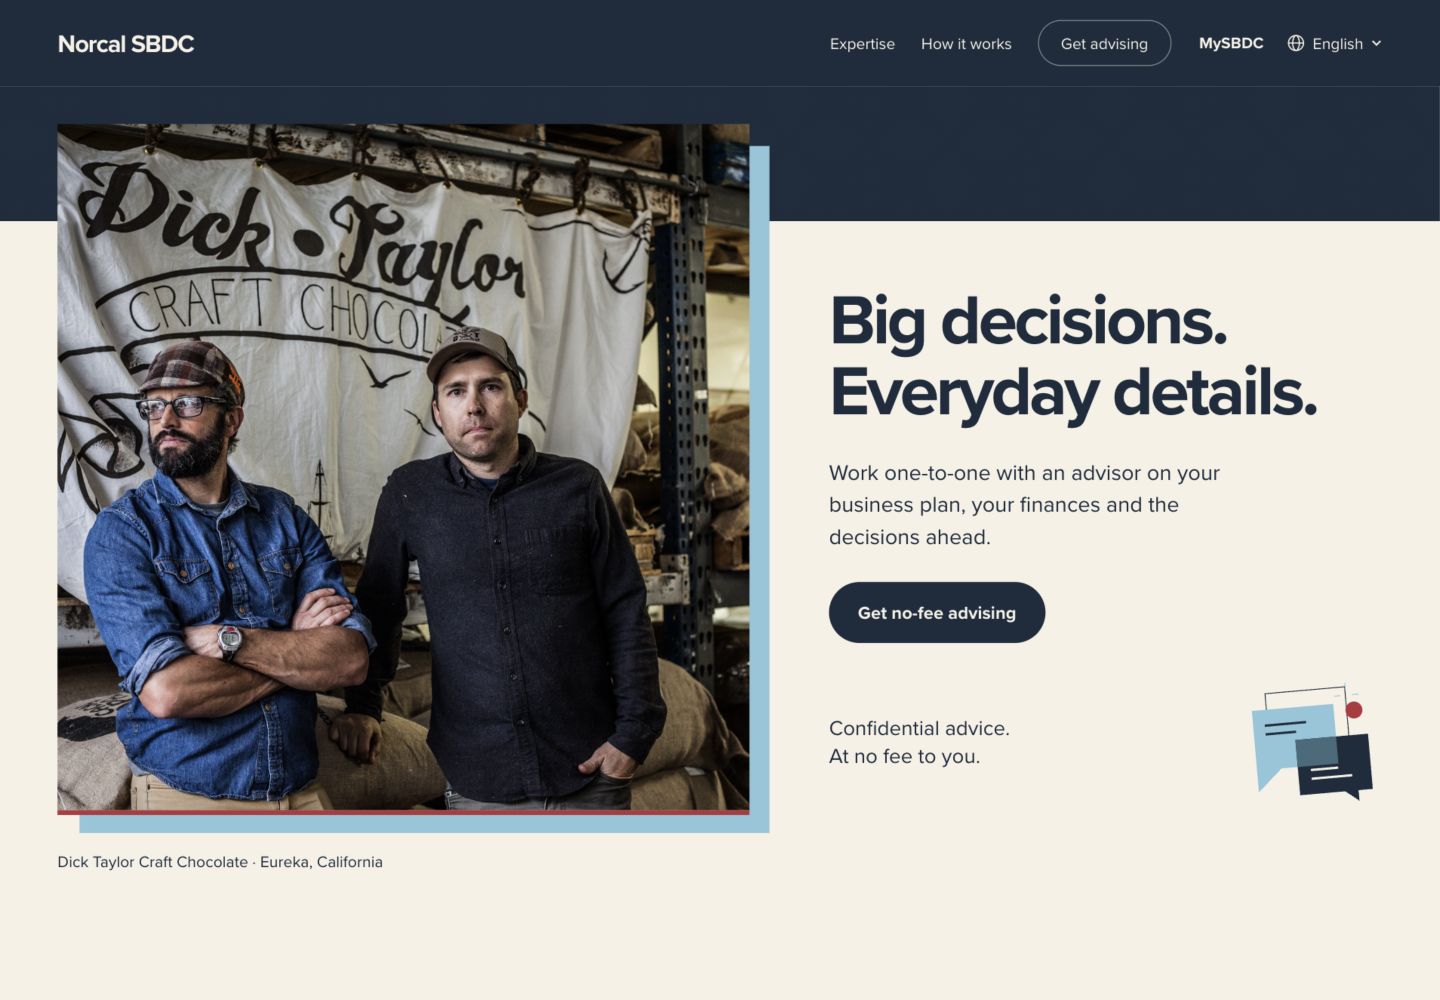 Norcal SBDC
Expertise
How it works
Get advising
MySBDC
English
Dick • Taylor
CRAFT CHOCOLA
Big decisions.
Everyday details.
Work one-to-one with an advisor on your
business plan, your finances and the
decisions ahead.
Get no-fee advising
Confidential advice.
At no fee to you.
Dick Taylor Craft Chocolate · Eureka, California